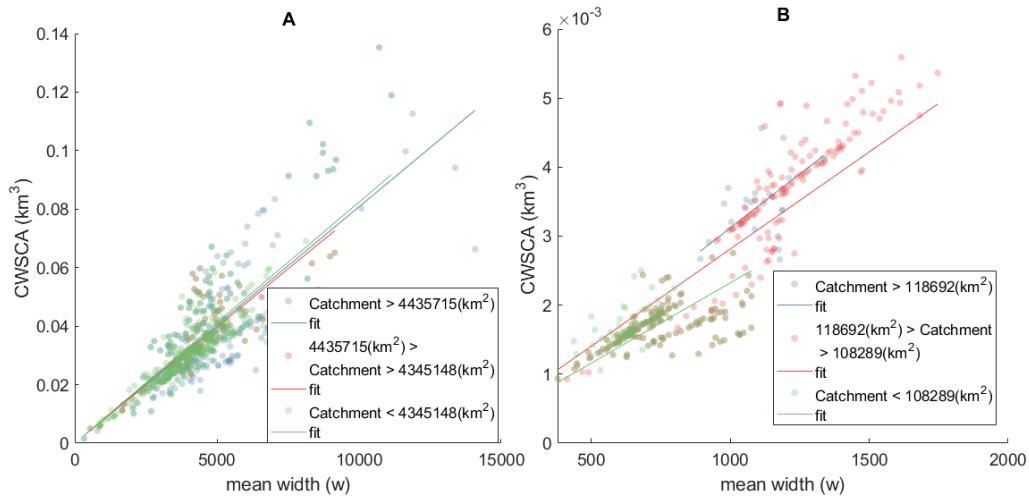 A
0.14
0.12
0.1
0.08
0.06
0.04
0.02
0
CWSCA (km³)
0
5000
10000
15000
mean width (w)
Catchment > 4435715(km²)
fit
4435715(km²) >
Catchment > 4345148(km²)
fit
Catchment < 4345148(km²)
fit
B
× 10⁻³
6
5
4
3
2
1
0
CWSCA (km³)
500
1000
1500
2000
mean width (w)
Catchment > 118692(km²)
fit
118692(km²) > Catchment
> 108289(km²)
fit
Catchment < 108289(km²)
fit